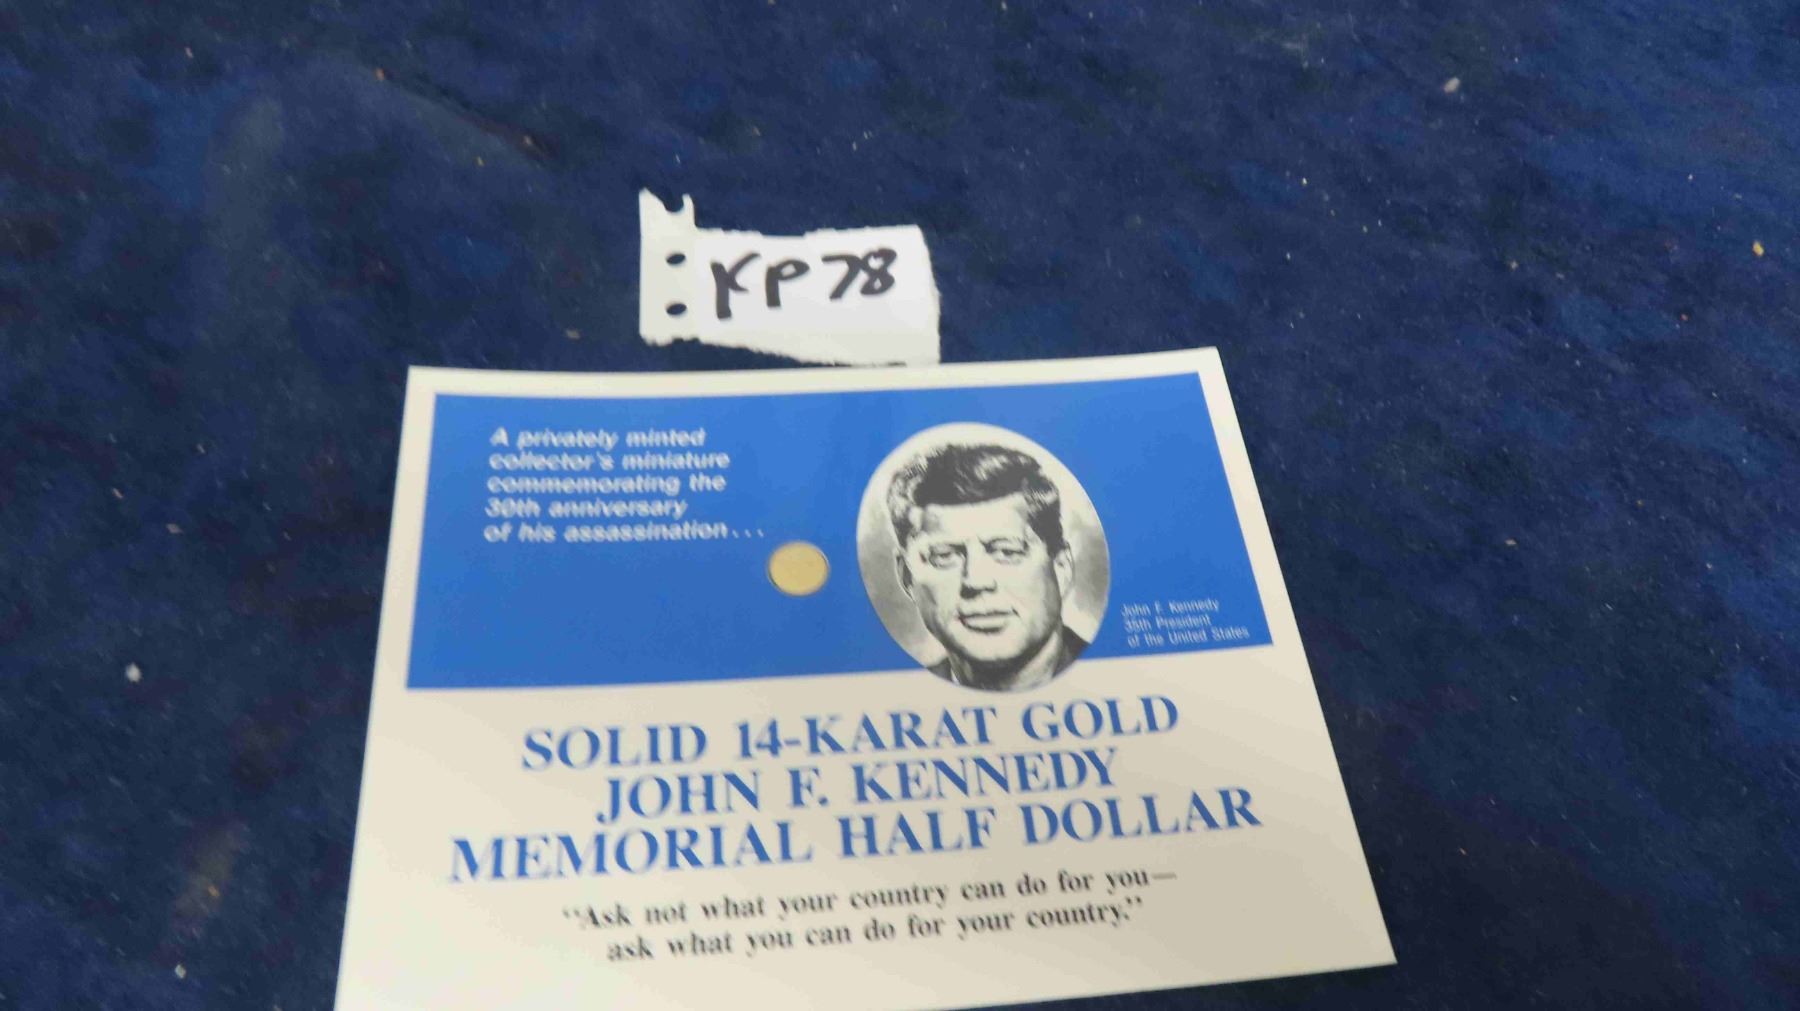 KP78
A privately minted
collector's miniature
commemorating the
30th anniversary
of his assassination...
John F. Kennedy
35th President
of the United States
SOLID 14-KARAT GOLD
JOHN F. KENNEDY
MEMORIAL HALF DOLLAR
“Ask not what your country can do for you—
ask what you can do for your country.”